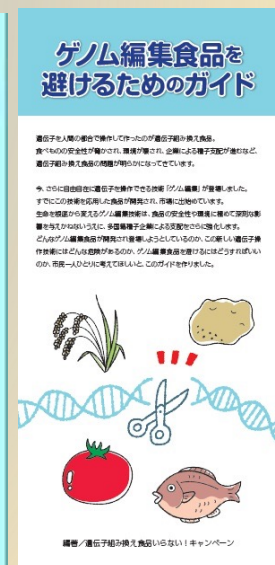 ゲノム編集食品を
避けるためのガイド
遺伝子を人間の都合で操作して作ったのが遺伝子組み換え食品。
食べものの安全性が脅かされ、環境が壊され、企業による種子支配が進むなど、
遺伝子組み換え食品の問題が明らかになってきています。
今、さらに自由自在に遺伝子を操作できる技術「ゲノム編集」が登場しました。
すでにこの技術を応用した食品が開発され、市場に出始めています。
生命を根底から変えるゲノム編集技術は、食品の安全性や環境に極めて深刻な影
響を与えかねないうえに、多国籍種子企業による支配をさらに強化します。
どんなゲノム編集食品が開発され登場しようとしているのか、この新しい遺伝子操
作技術にはどんな危険があるのか、ゲノム編集食品を避けるにはどうすればいい
のか、市民一人ひとりに考えてほしいと、このガイドを作りました。
編著／遺伝子組み換え食品いらない！キャンペーン